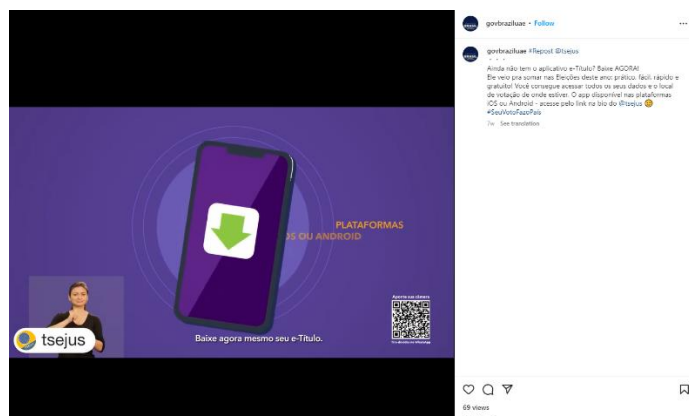 PLATAFORMAS
OS OU ANDROID
tsejus
Baixe agora mesmo seu e-Título.
govbraziluae • Follow
govbraziluae #Repost @tsejus
- - -
Ainda não tem o aplicativo e-Título? Baixe AGORA!
Ele veio pra somar nas Eleições deste ano: prático, fácil, rápido e
gratuito! Você consegue acessar todos os seus dados e o local
de votação de onde estiver. O app disponível nas plataformas
iOS ou Android - acesse pelo link na bio do @tsejus
#SeuVotoFazoPaís
7w See translation
69 views